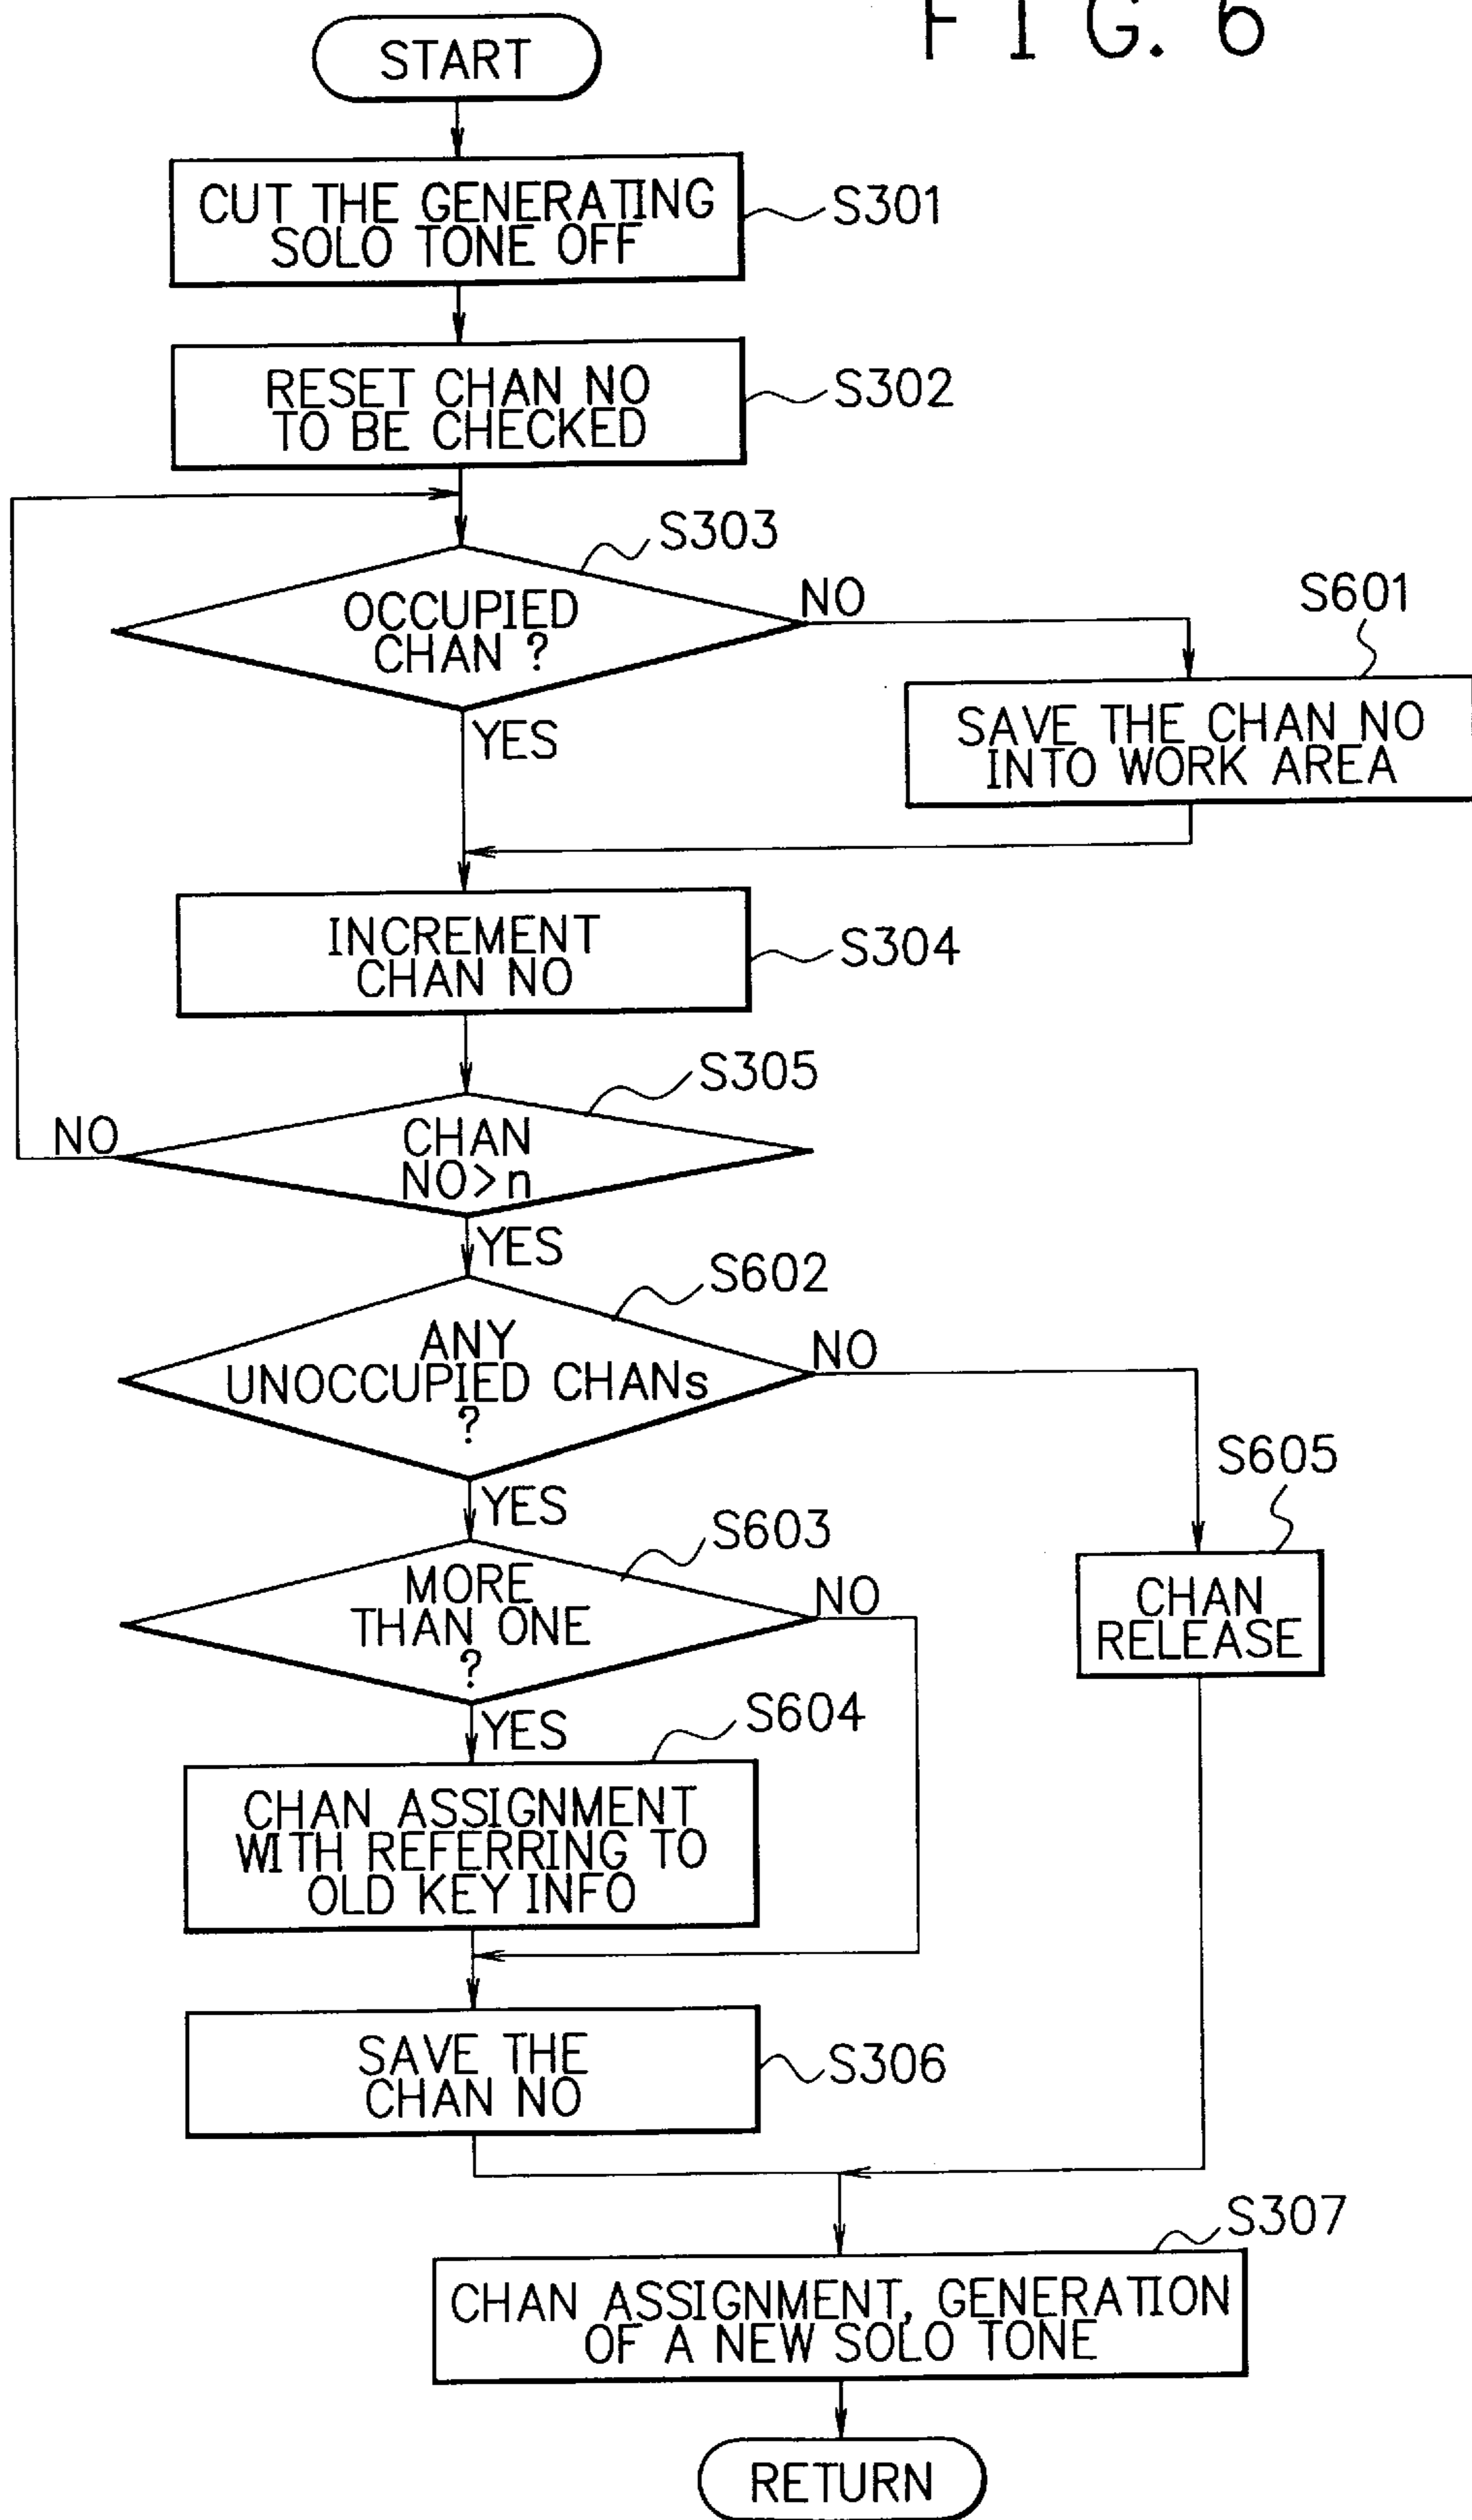 FIG. 6
START
CUT THE GENERATING
SOLO TONE OFF
S301
RESET CHAN NO
TO BE CHECKED
S302
S303
OCCUPIED
CHAN ?
NO
YES
S601
SAVE THE CHAN NO
INTO WORK AREA
INCREMENT
CHAN NO
S304
S305
CHAN
NO>n
NO
YES
S602
ANY
UNOCCUPIED CHANs
?
NO
YES
S605
CHAN
RELEASE
S603
MORE
THAN ONE
?
NO
YES
S604
CHAN ASSIGNMENT
WITH REFERRING TO
OLD KEY INFO
SAVE THE
CHAN NO
S306
S307
CHAN ASSIGNMENT, GENERATION
OF A NEW SOLO TONE
RETURN